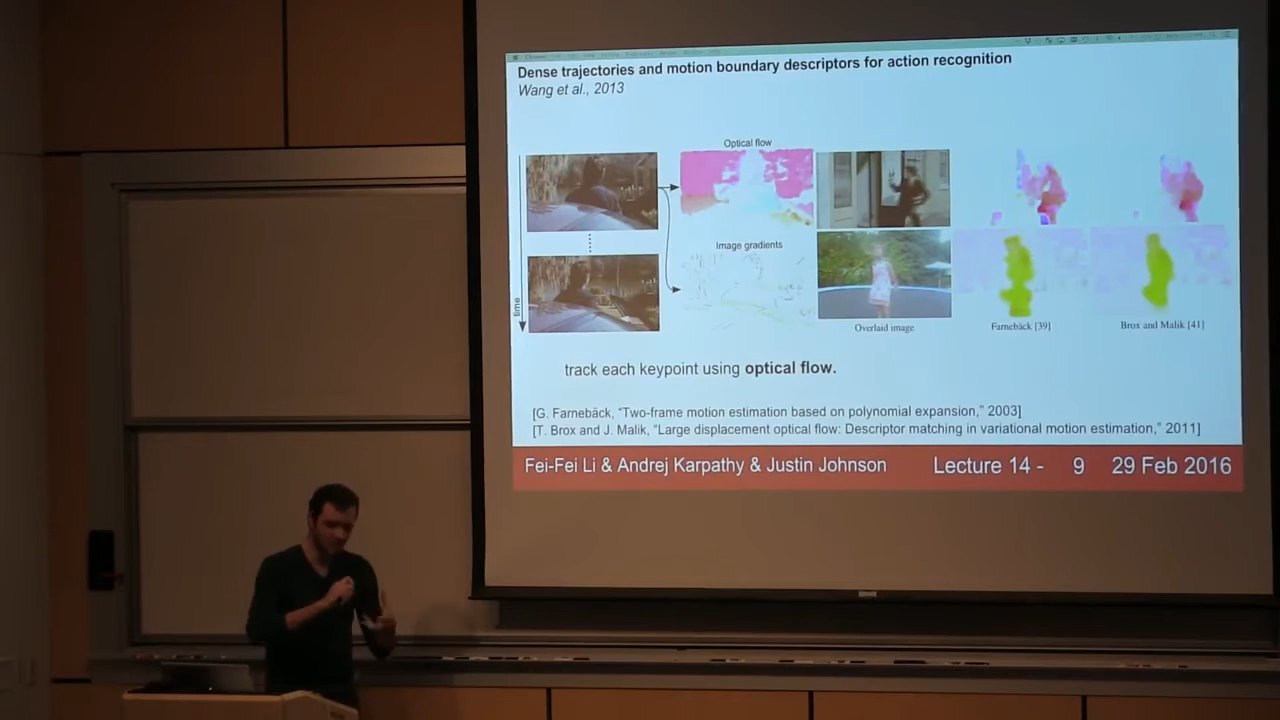 Dense trajectories and motion boundary descriptors for action recognition
Wang et al., 2013
Optical flow
Image gradients
time
Overlaid image
Farnebäck [39]
Brox and Malik [41]
track each keypoint using optical flow.
[G. Farnebäck, “Two-frame motion estimation based on polynomial expansion,” 2003]
[T. Brox and J. Malik, “Large displacement optical flow: Descriptor matching in variational motion estimation,” 2011]
Fei-Fei Li & Andrej Karpathy & Justin Johnson
Lecture 14 - 9 29 Feb 2016